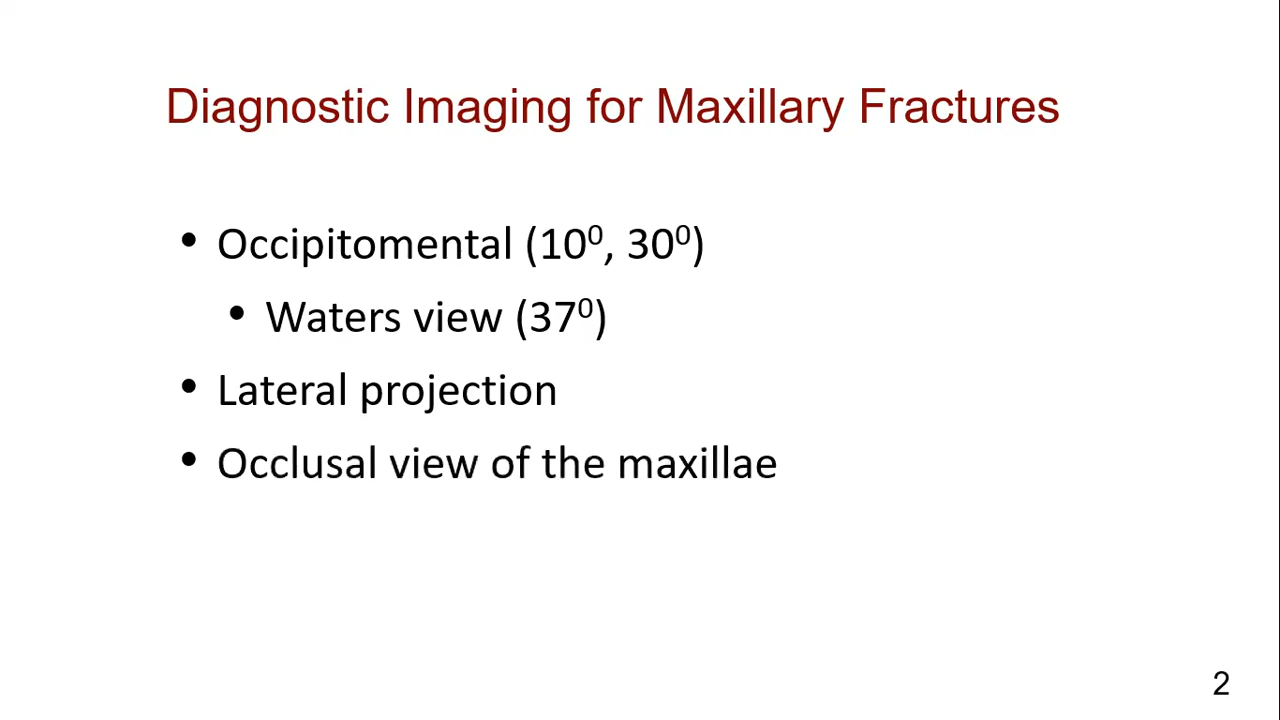 Diagnostic Imaging for Maxillary Fractures
• Occipitomental (10⁰, 30⁰)
• Waters view (37⁰)
• Lateral projection
• Occlusal view of the maxillae
2